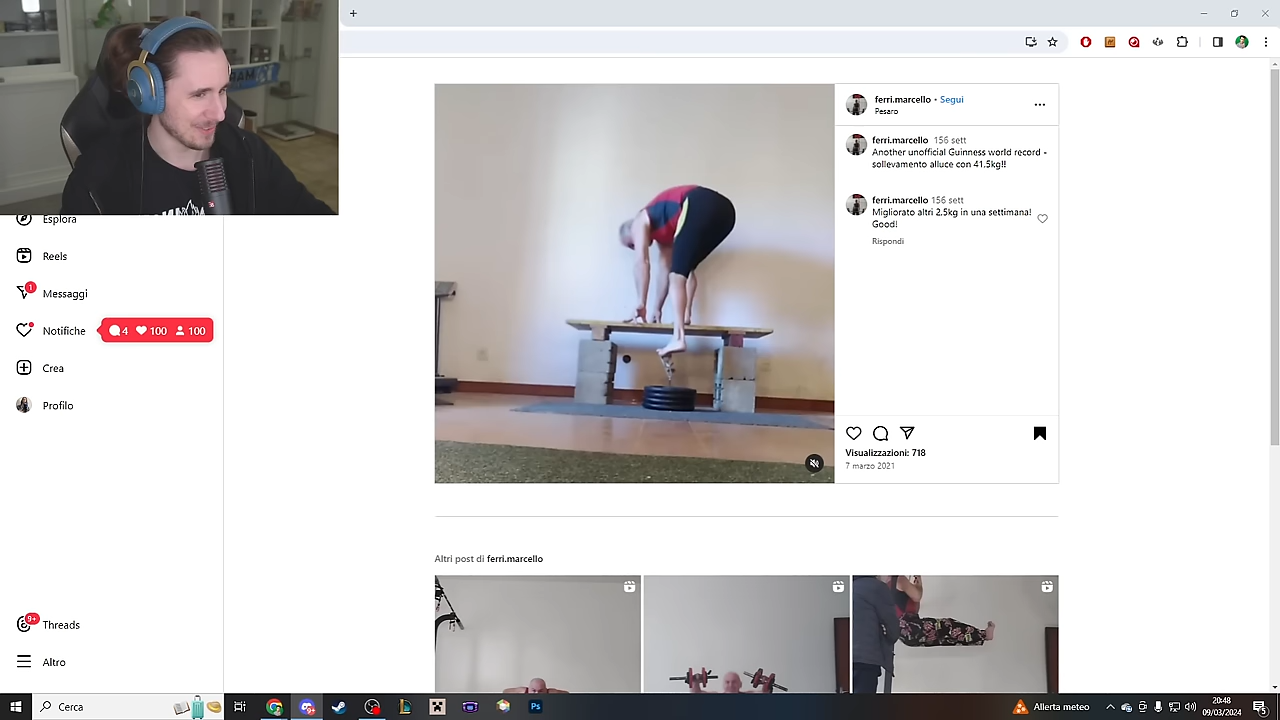 Esplora
Reels
1
Messaggi
Notifiche
4 100 100
Crea
Profilo
9+
Threads
Altro
ferri.marcello • Segui
Pesaro
ferri.marcello 156 sett
Another unofficial Guinness world record -
sollevamento alluce con 41.5kg!!
ferri.marcello 156 sett
Migliorato altri 2,5kg in una settimana!
Good!
Rispondi
Visualizzazioni: 718
7 marzo 2021
Altri post di ferri.marcello
Cerca
Ps
Allerta meteo
20:48
09/03/2024